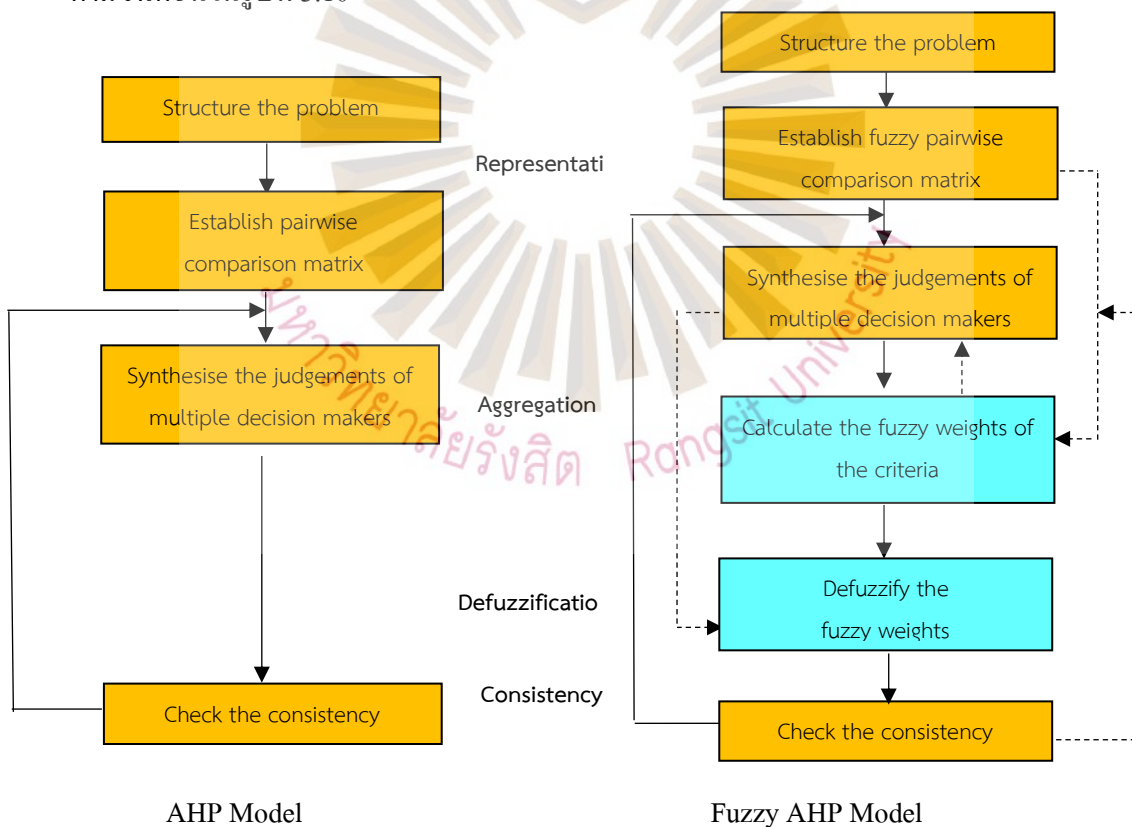 Structure the problem
Establish pairwise
comparison matrix
Synthesise the judgements of
multiple decision makers
Check the consistency
AHP Model
Representati
Aggregation
Defuzzificatio
Consistency
Structure the problem
Establish fuzzy pairwise
comparison matrix
Synthesise the judgements of
multiple decision makers
Calculate the fuzzy weights of
the criteria
Defuzzify the
fuzzy weights
Check the consistency
Fuzzy AHP Model
มหาวิทยาลัยรังสิต Rangsit University